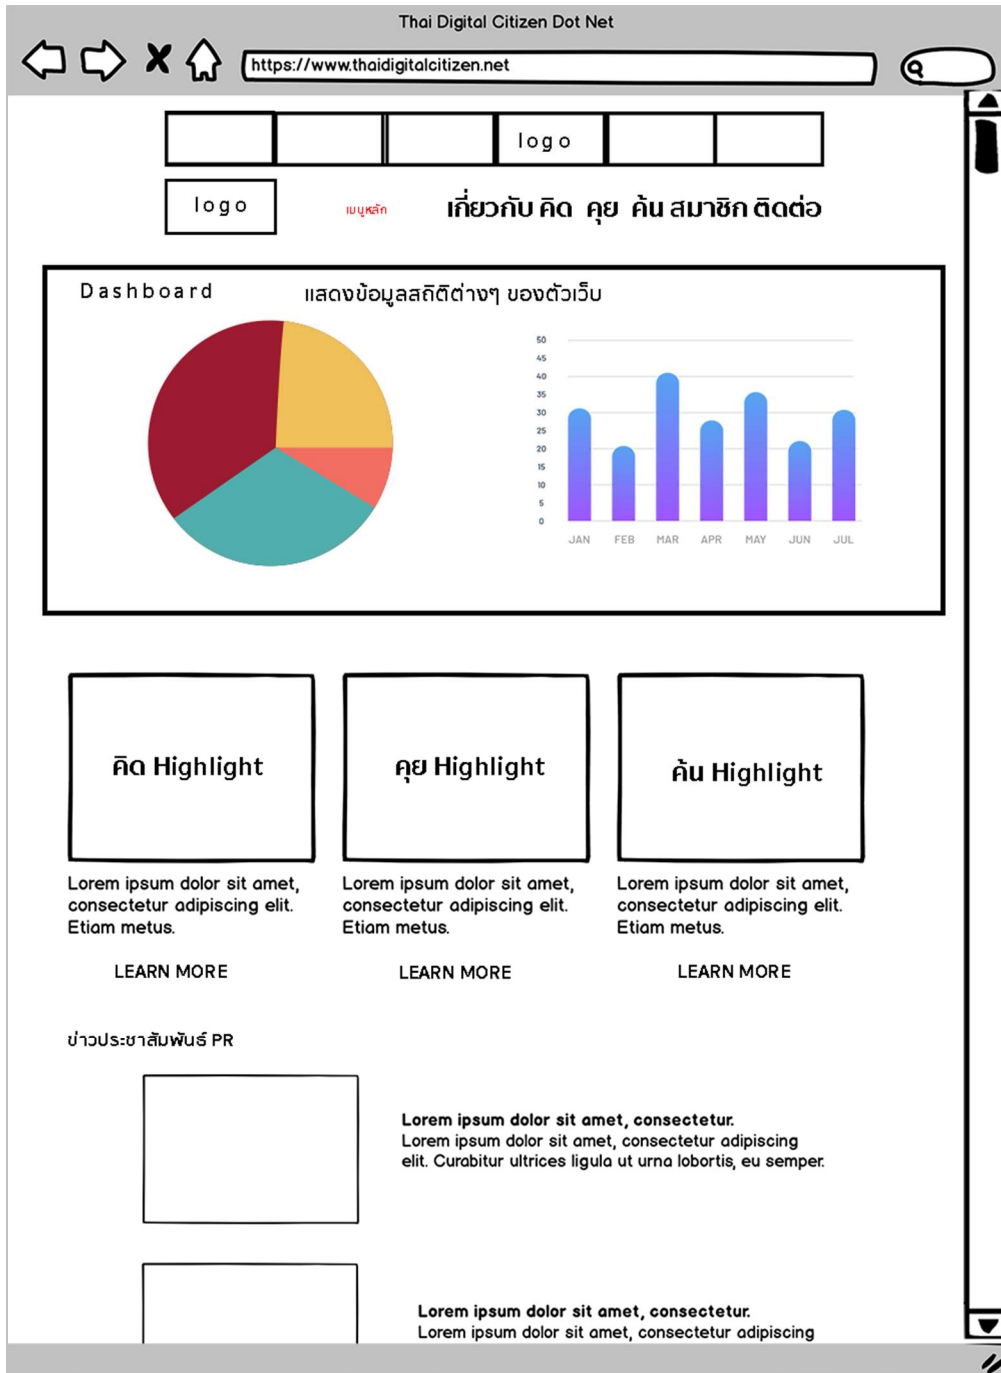 Thai Digital Citizen Dot Net
https://www.thaidigitalcitizen.net
logo
logo
เมนูหลัก
เกี่ยวกับ คิด คุย ค้น สมาชิก ติดต่อ
Dashboard
แสดงข้อมูลสถิติต่างๆ ของตัวเว็บ
50
45
40
35
30
25
20
15
10
5
0
JAN FEB MAR APR MAY JUN JUL
คิด Highlight
คุย Highlight
ค้น Highlight
Lorem ipsum dolor sit amet,
consectetur adipiscing elit.
Etiam metus.
Lorem ipsum dolor sit amet,
consectetur adipiscing elit.
Etiam metus.
Lorem ipsum dolor sit amet,
consectetur adipiscing elit.
Etiam metus.
LEARN MORE
LEARN MORE
LEARN MORE
ข่าวประชาสัมพันธ์ PR
Lorem ipsum dolor sit amet, consectetur.
Lorem ipsum dolor sit amet, consectetur adipiscing
elit. Curabitur ultrices ligula ut urna lobortis, eu semper.
Lorem ipsum dolor sit amet, consectetur.
Lorem ipsum dolor sit amet, consectetur adipiscing